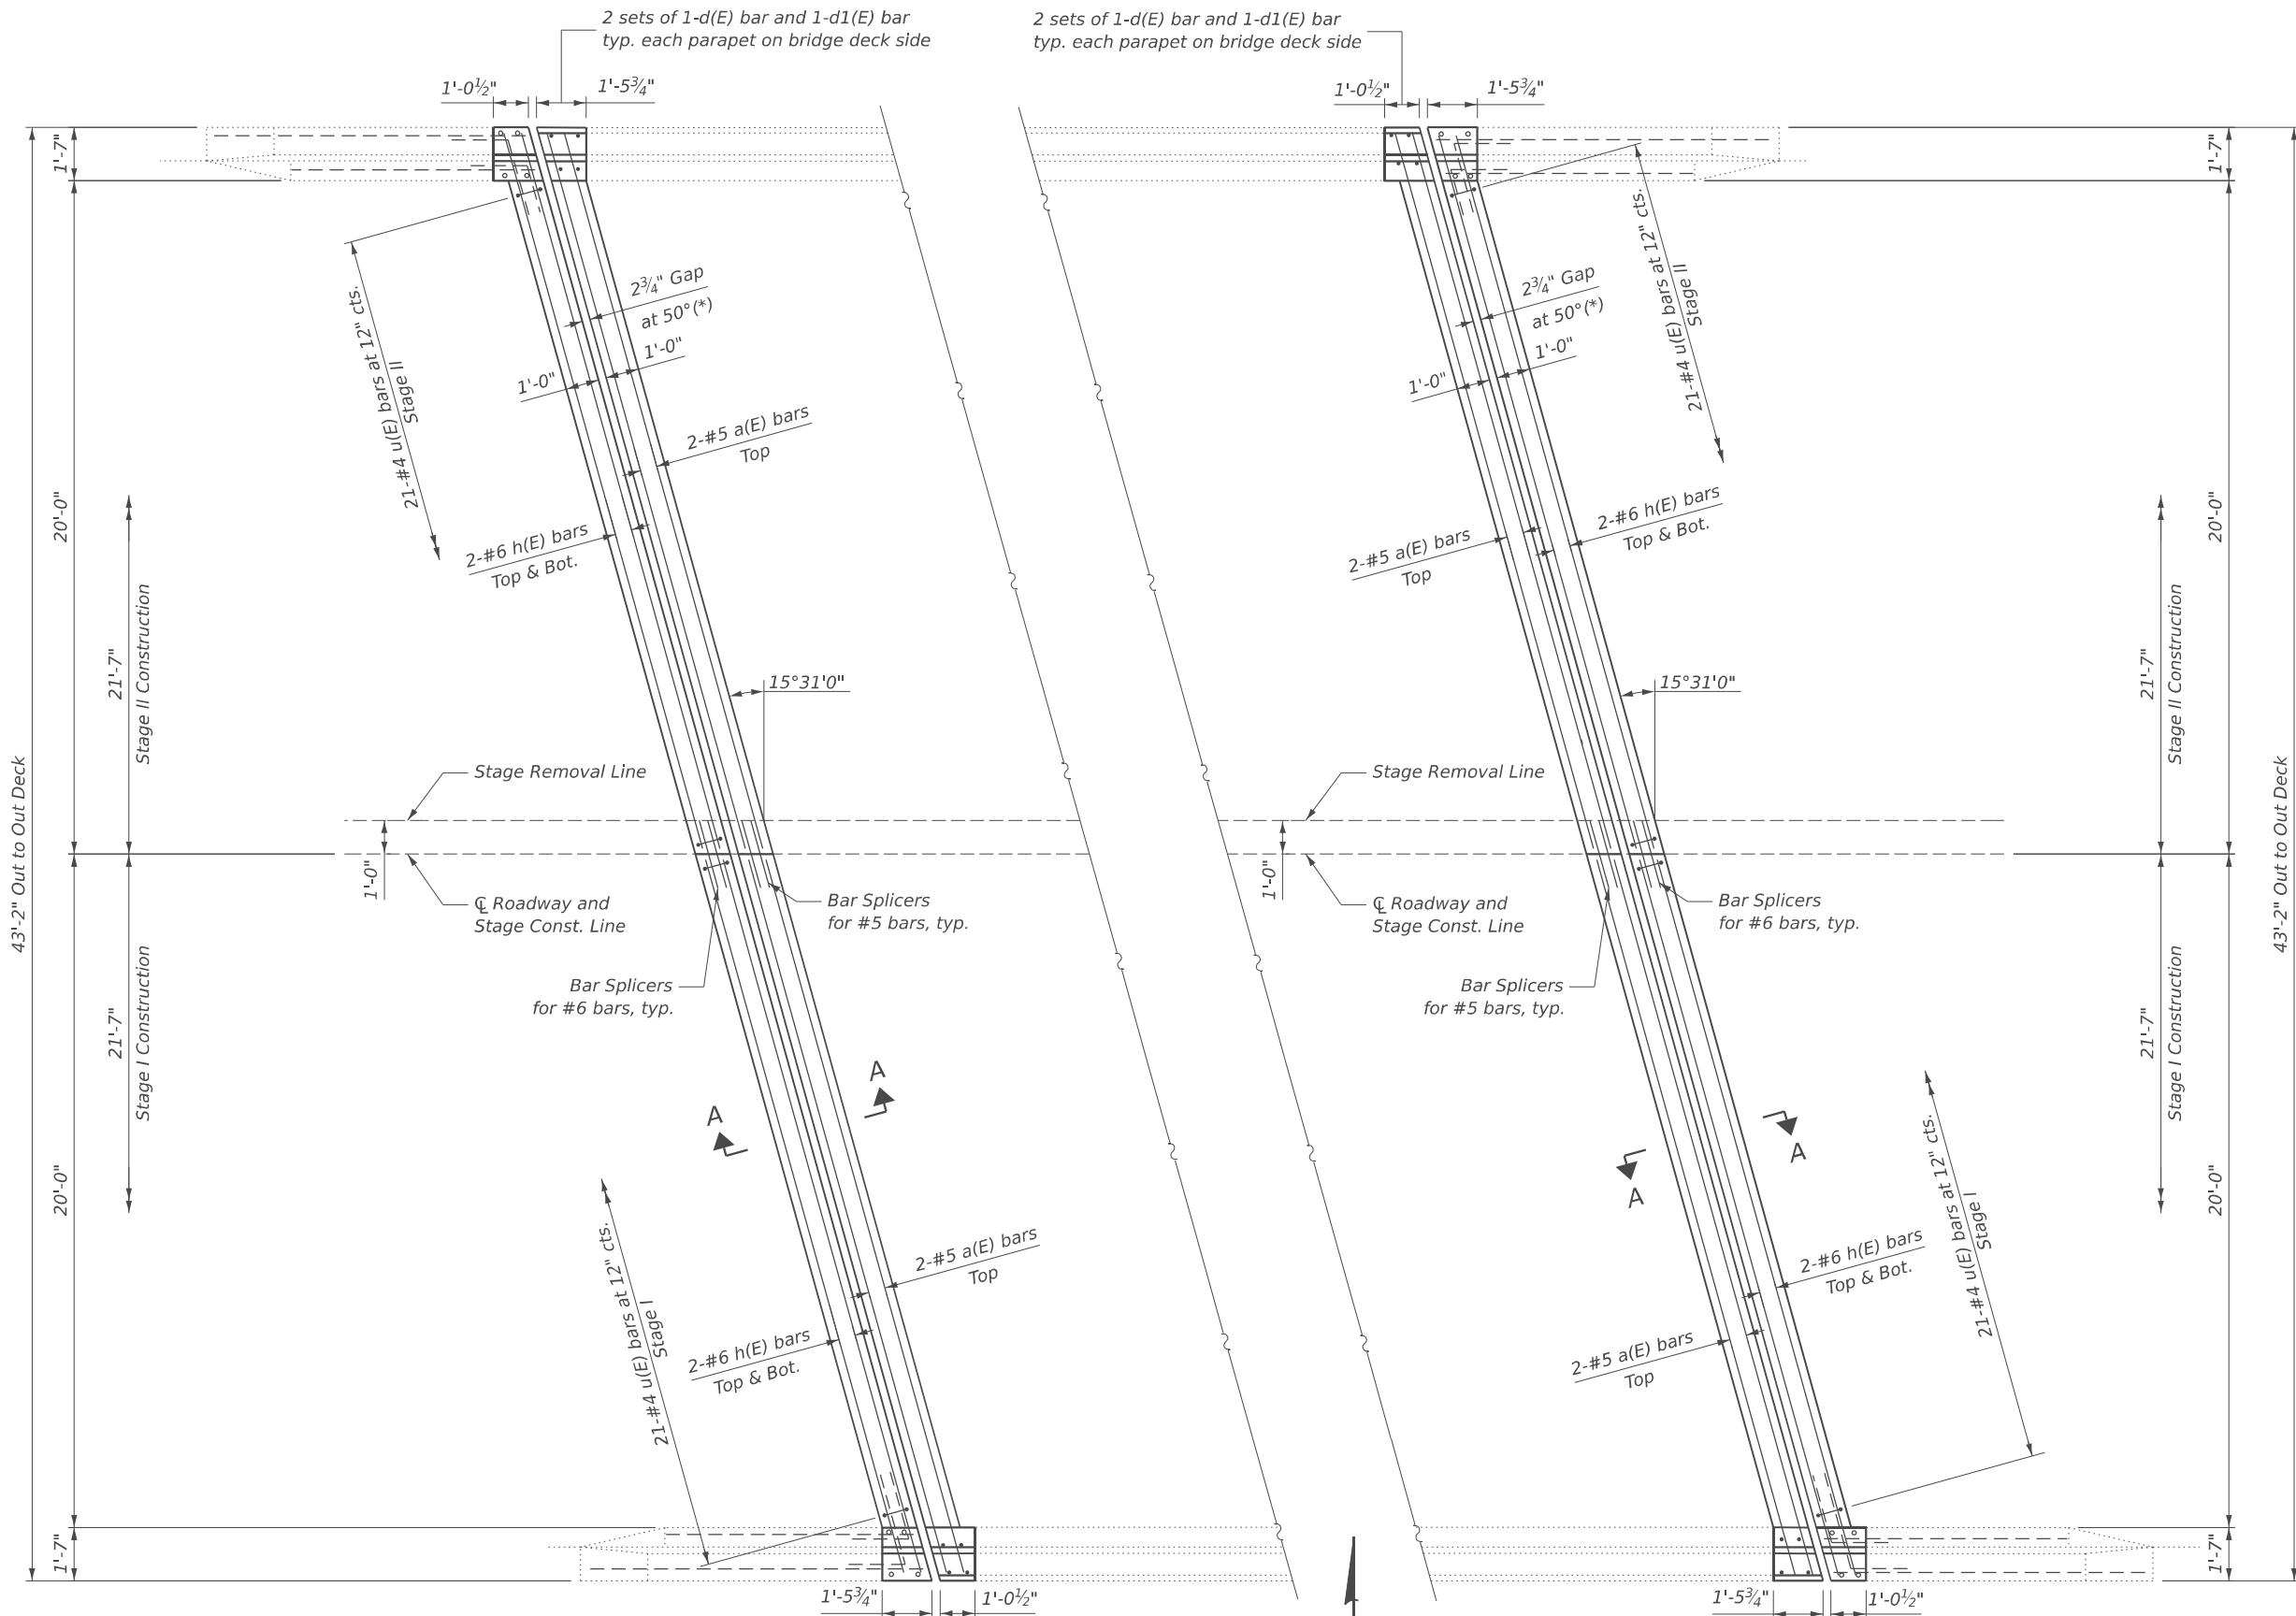 2 sets of 1-d(E) bar and 1-d1(E) bar
typ. each parapet on bridge deck side
2 sets of 1-d(E) bar and 1-d1(E) bar
typ. each parapet on bridge deck side
1'-0½"
1'-5¾"
1'-0½"
1'-5¾"
1'-7"
1'-7"
21-#4 u(E) bars at 12" cts.
Stage II
2¾" Gap
at 50°(*)
1'-0"
1'-0"
2¾" Gap
at 50°(*)
1'-0"
1'-0"
21-#4 u(E) bars at 12" cts.
Stage II
2-#5 a(E) bars
Top
2-#6 h(E) bars
Top & Bot.
2-#5 a(E) bars
Top
2-#6 h(E) bars
Top & Bot.
20'-0"
20'-0"
21'-7"
Stage II Construction
21'-7"
Stage II Construction
15°31'0"
15°31'0"
43'-2" Out to Out Deck
43'-2" Out to Out Deck
Stage Removal Line
Stage Removal Line
1'-0"
1'-0"
℄ Roadway and
Stage Const. Line
Bar Splicers
for #5 bars, typ.
℄ Roadway and
Stage Const. Line
Bar Splicers
for #6 bars, typ.
Bar Splicers
for #6 bars, typ.
Bar Splicers
for #5 bars, typ.
21'-7"
Stage I Construction
21'-7"
Stage I Construction
A
A
A
A
20'-0"
20'-0"
21-#4 u(E) bars at 12" cts.
Stage I
2-#5 a(E) bars
Top
2-#6 h(E) bars
Top & Bot.
2-#6 h(E) bars
Top & Bot.
2-#5 a(E) bars
Top
21-#4 u(E) bars at 12" cts.
Stage I
1'-7"
1'-7"
1'-5¾"
1'-0½"
1'-5¾"
1'-0½"